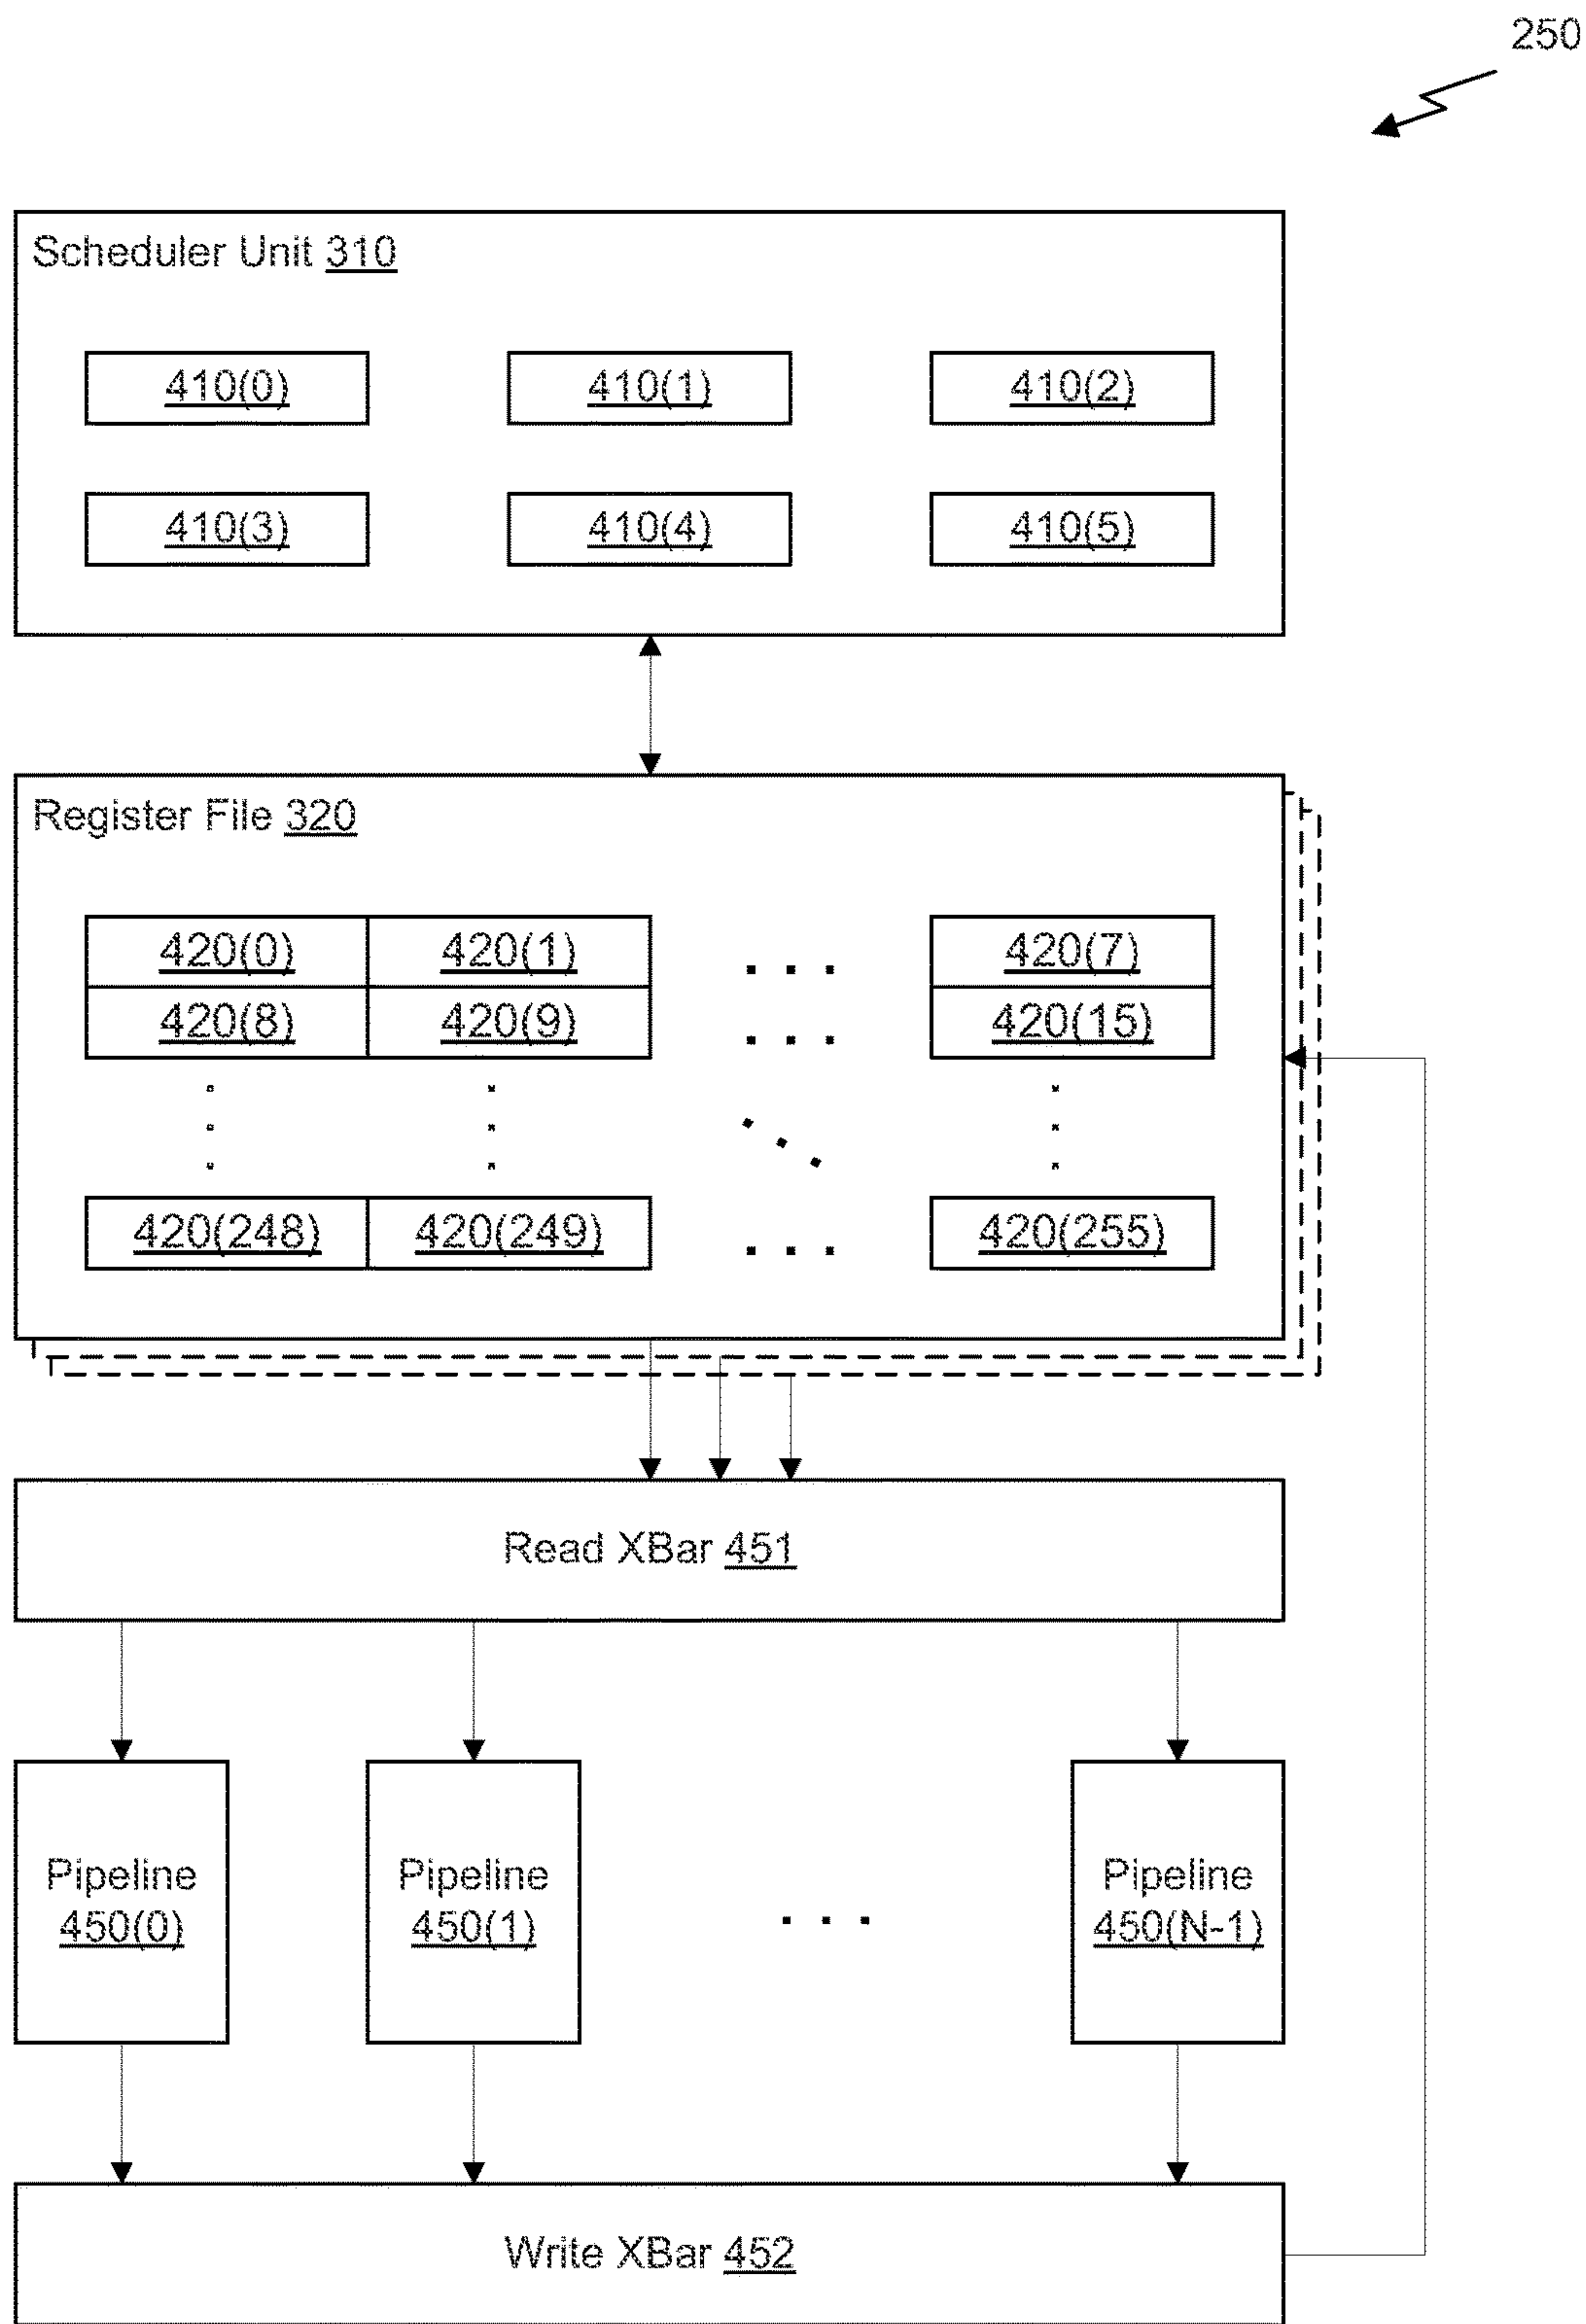 250
Scheduler Unit 310
410(0) 410(1) 410(2)
410(3) 410(4) 410(5)
Register File 320
420(0) 420(1) . . . 420(7)
420(8) 420(9) . . . 420(15)
420(248) 420(249) . . . 420(255)
Read XBar 451
Pipeline Pipeline Pipeline
450(0) 450(1) . . . 450(N-1)
Write XBar 452